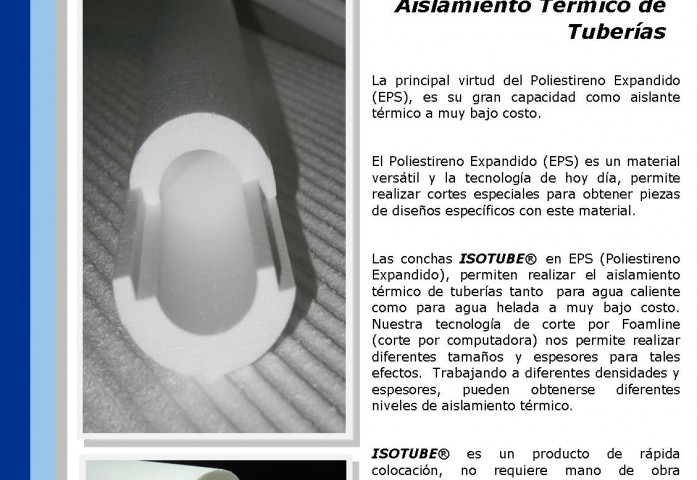 Aislamiento Térmico de
Tuberías
La principal virtud del Poliestireno Expandido
(EPS), es su gran capacidad como aislante
térmico a muy bajo costo.
El Poliestireno Expandido (EPS) es un material
versátil y la tecnología de hoy día, permite
realizar cortes especiales para obtener piezas
de diseños específicos con este material.
Las conchas ISOTUBE® en EPS (Poliestireno
Expandido), permiten realizar el aislamiento
térmico de tuberías tanto para agua caliente
como para agua helada a muy bajo costo.
Nuestra tecnología de corte por Foamline
(corte por computadora) nos permite realizar
diferentes tamaños y espesores para tales
efectos. Trabajando a diferentes densidades y
espesores, pueden obtenerse diferentes
niveles de aislamiento térmico.
ISOTUBE® es un producto de rápida
colocación, no requiere mano de obra